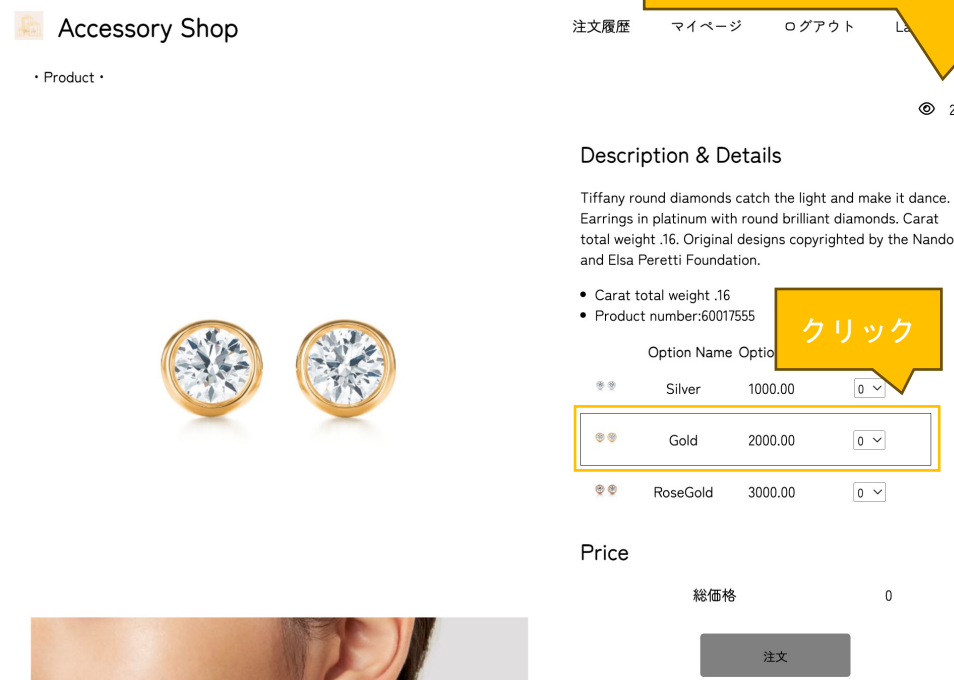 Accessory Shop
注文履歴 マイページ ログアウト
・Product・
2
Description & Details
Tiffany round diamonds catch the light and make it dance.
Earrings in platinum with round brilliant diamonds. Carat
total weight .16. Original designs copyrighted by the Nando
and Elsa Peretti Foundation.
• Carat total weight .16
• Product number:60017555
クリック
Option Name
Silver 1000.00 0
Gold 2000.00 0
RoseGold 3000.00 0
Price
総価格 0
注文